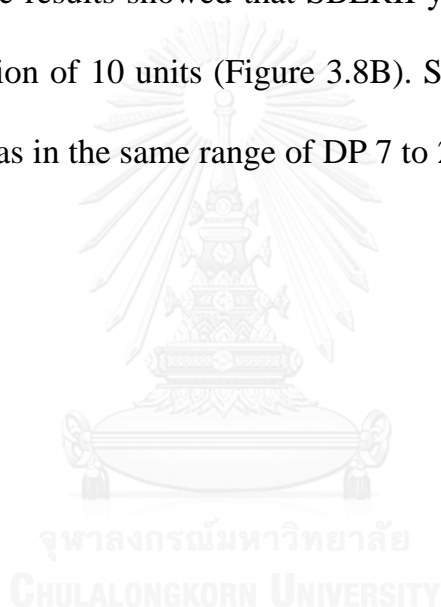 e results showed that SBERII y
ion of 10 units (Figure 3.8B). S
as in the same range of DP 7 to 2
จุฬาลงกรณ์มหาวิทยาลัย
CHULALONGKORN UNIVERSITY